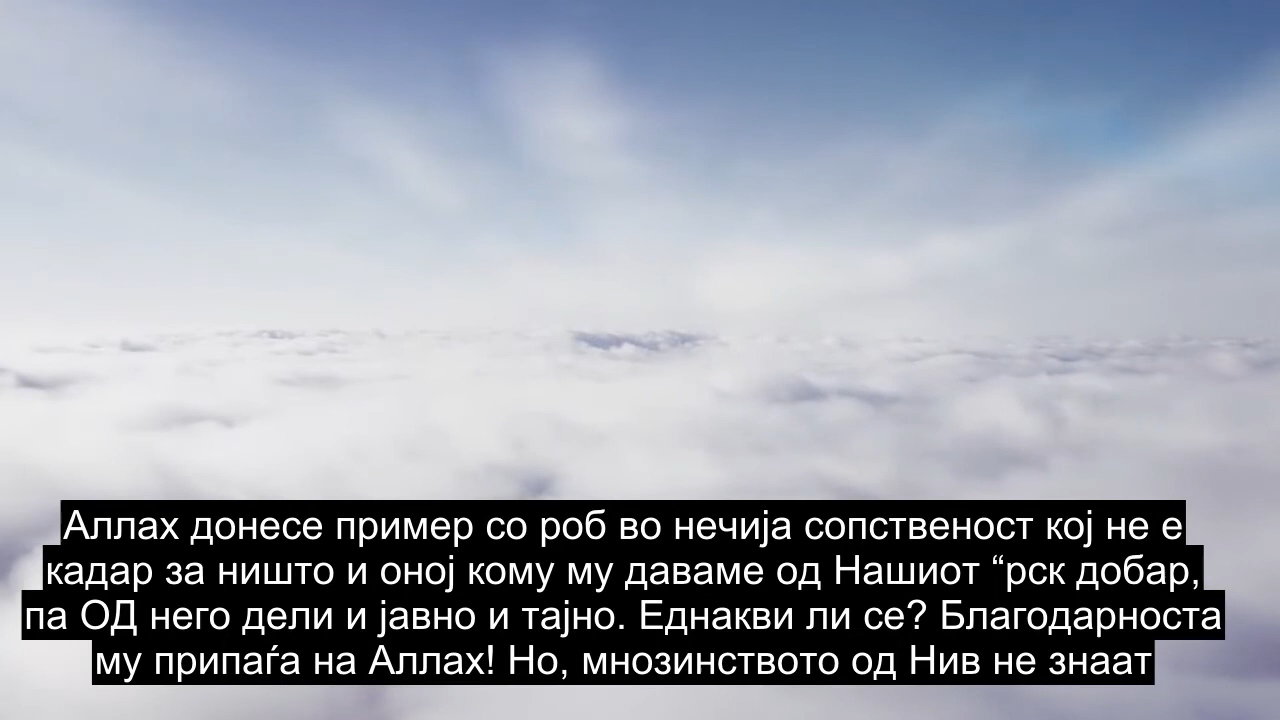 Аллах донесе пример со роб во нечија сопственост кој не е
кадар за ништо и оној кому му даваме од Нашиот “рск добар,
па ОД него дели и јавно и тајно. Еднакви ли се? Благодарноста
му припаѓа на Аллах! Но, мнозинството од Нив не знаат